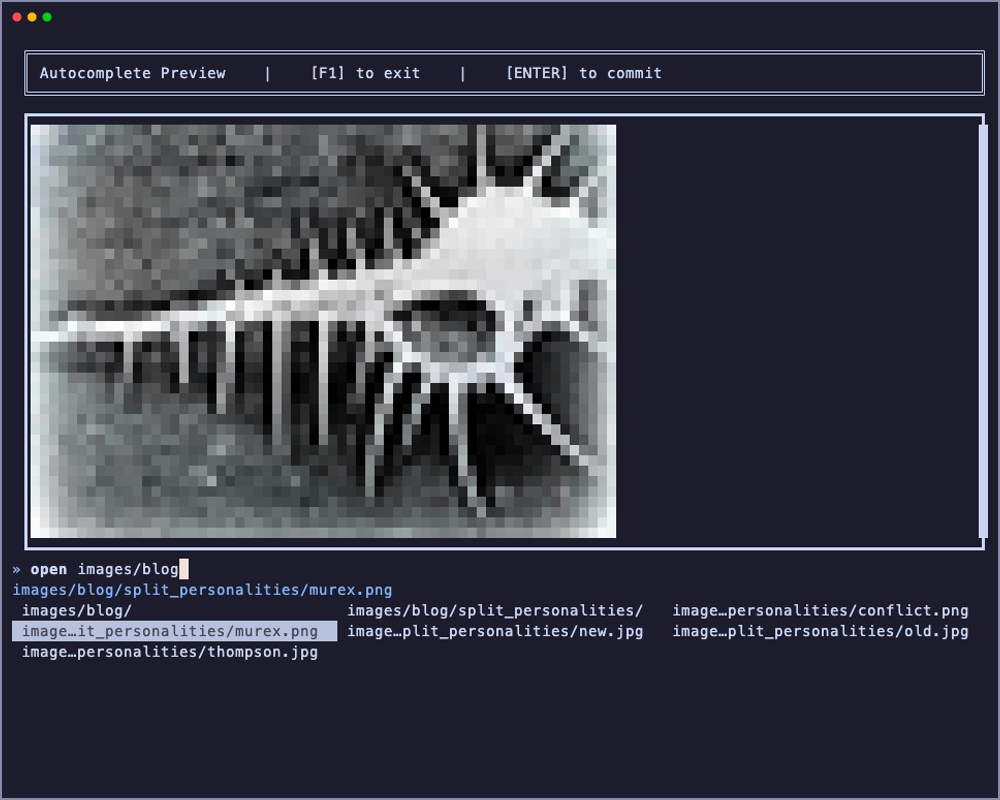 Autocomplete Preview | [F1] to exit | [ENTER] to commit
» open images/blog
images/blog/split_personalities/murex.png
images/blog/ images/blog/split_personalities/ image…personalities/conflict.png
image…it_personalities/murex.png image…plit_personalities/new.jpg image…plit_personalities/old.jpg
image…personalities/thompson.jpg